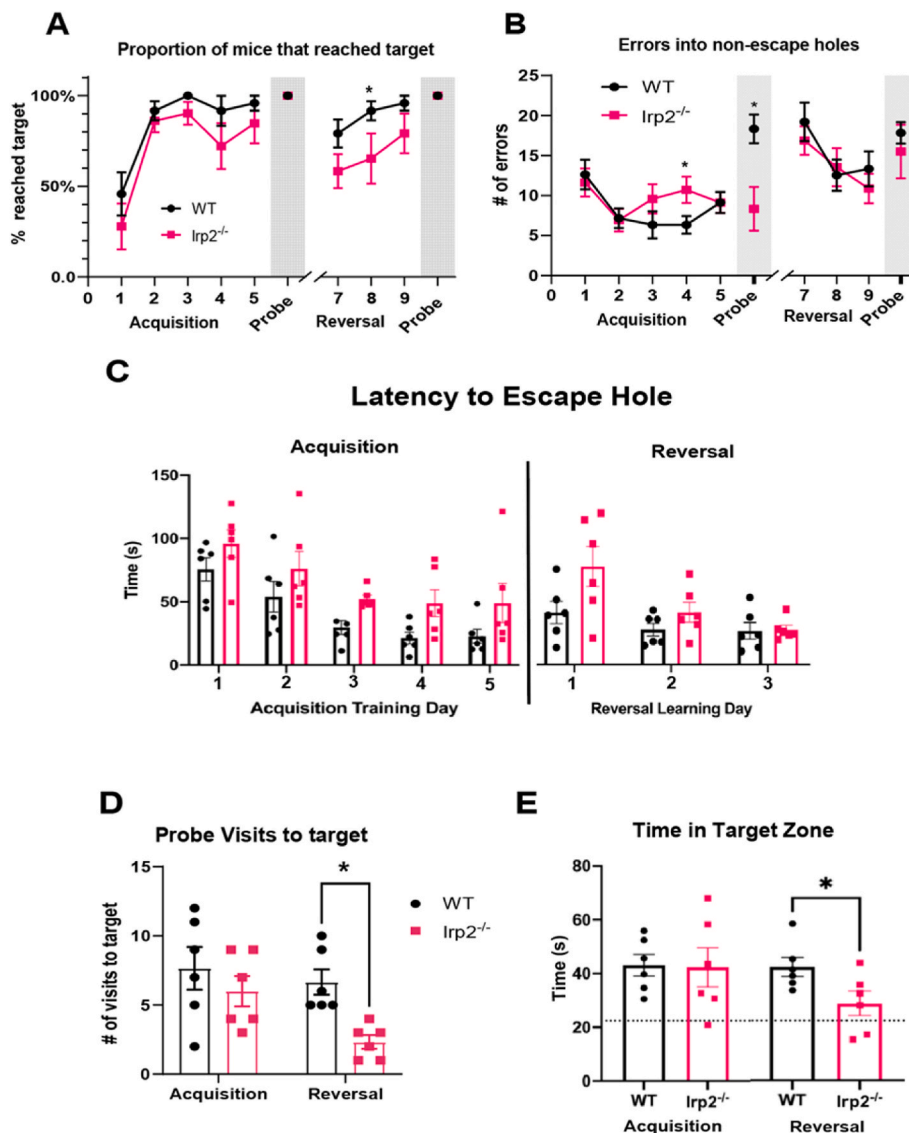 A
Proportion of mice that reached target
% reached target
100%
50%
0.0
WT
Irp2-/-
0 1 2 3 4 5 Probe 7 8 9 Probe
Acquisition Reversal
*
B
Errors into non-escape holes
# of errors
25
20
15
10
5
0
WT
Irp2-/-
*
*
0 1 2 3 4 5 Probe 7 8 9 Probe
Acquisition Reversal
C
Latency to Escape Hole
Acquisition
Reversal
Time (s)
150
100
50
0
1 2 3 4 5
1 2 3
Acquisition Training Day
Reversal Learning Day
D
Probe Visits to target
# of visits to target
15
10
5
0
*
WT
Irp2-/-
Acquisition Reversal
E
Time in Target Zone
Time (s)
80
60
40
20
0
*
WT Irp2-/- WT Irp2-/-
Acquisition Reversal